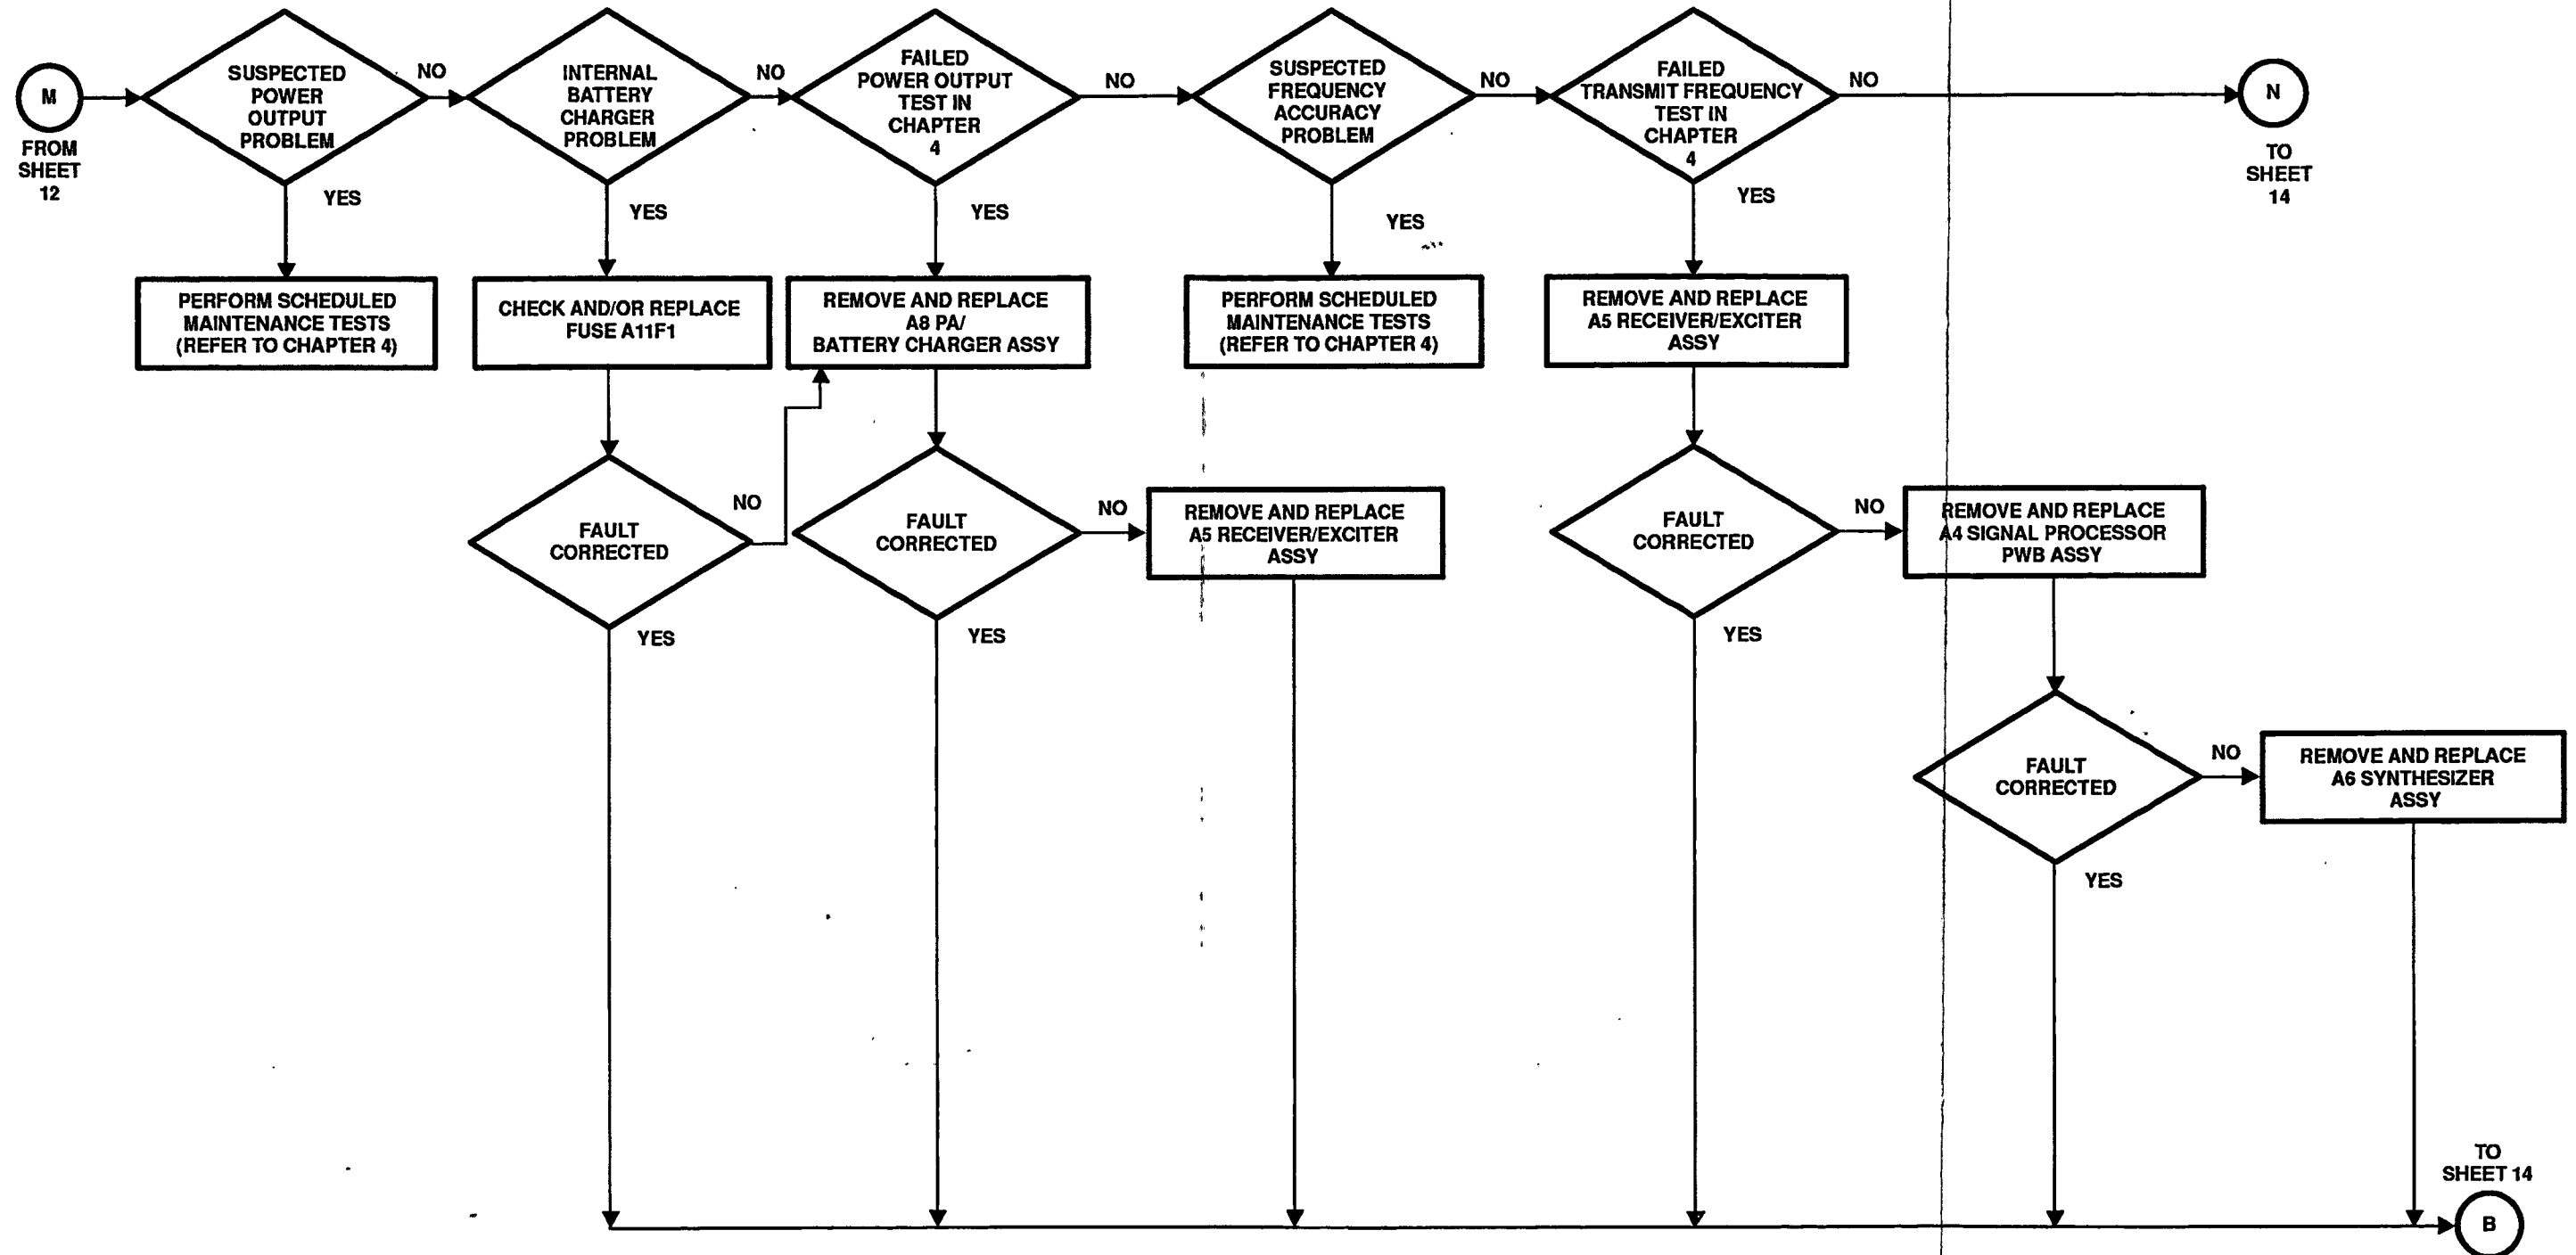 M
FROM
SHEET
12
SUSPECTED
POWER
OUTPUT
PROBLEM
NO
YES
INTERNAL
BATTERY
CHARGER
PROBLEM
NO
YES
FAILED
POWER OUTPUT
TEST IN
CHAPTER
4
NO
YES
SUSPECTED
FREQUENCY
ACCURACY
PROBLEM
NO
YES
FAILED
TRANSMIT FREQUENCY
TEST IN
CHAPTER
4
NO
YES
N
TO
SHEET
14
PERFORM SCHEDULED
MAINTENANCE TESTS
(REFER TO CHAPTER 4)
CHECK AND/OR REPLACE
FUSE A11F1
REMOVE AND REPLACE
A8 PA/
BATTERY CHARGER ASSY
PERFORM SCHEDULED
MAINTENANCE TESTS
(REFER TO CHAPTER 4)
REMOVE AND REPLACE
A5 RECEIVER/EXCITER
ASSY
FAULT
CORRECTED
NO
YES
FAULT
CORRECTED
NO
YES
REMOVE AND REPLACE
A5 RECEIVER/EXCITER
ASSY
FAULT
CORRECTED
NO
YES
REMOVE AND REPLACE
A4 SIGNAL PROCESSOR
PWB ASSY
FAULT
CORRECTED
NO
YES
REMOVE AND REPLACE
A6 SYNTHESIZER
ASSY
TO
SHEET 14
B